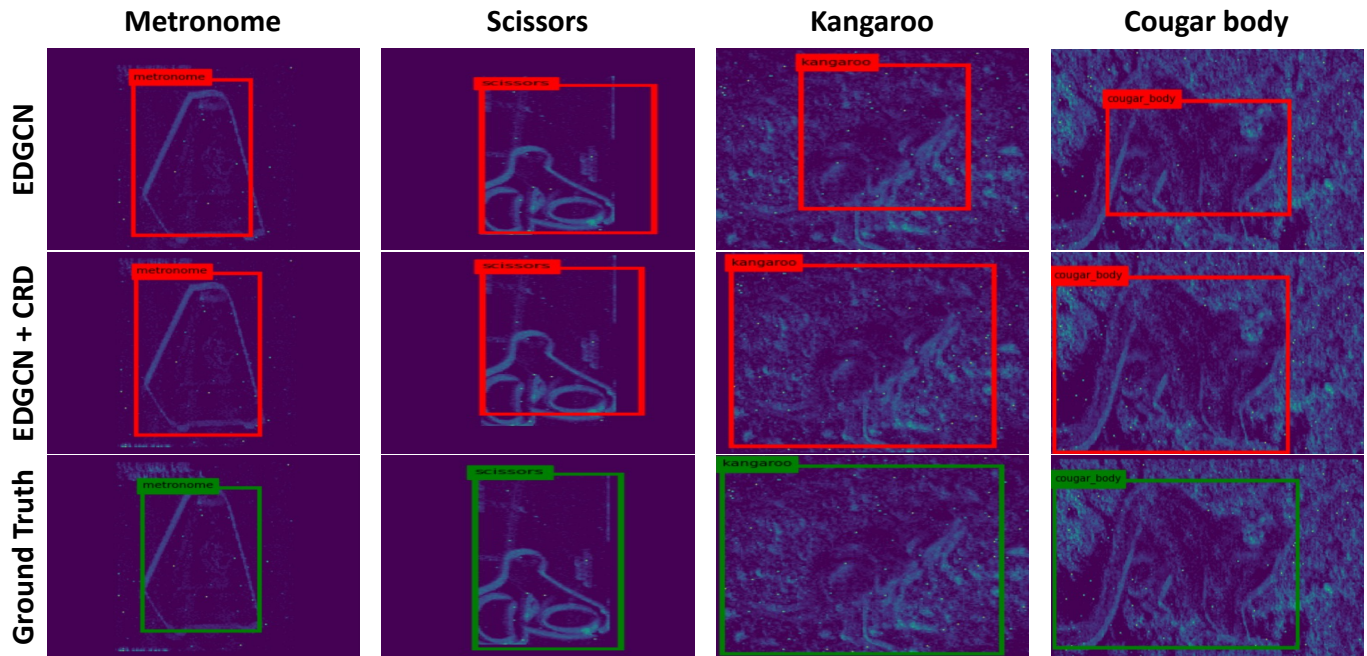 Metronome Scissors Kangaroo Cougar body
EDGCN
metronome
scissors
kangaroo
cougar_body
EDGCN + CRD
metronome
scissors
kangaroo
cougar_body
Ground Truth
metronome
scissors
kangaroo
cougar_body